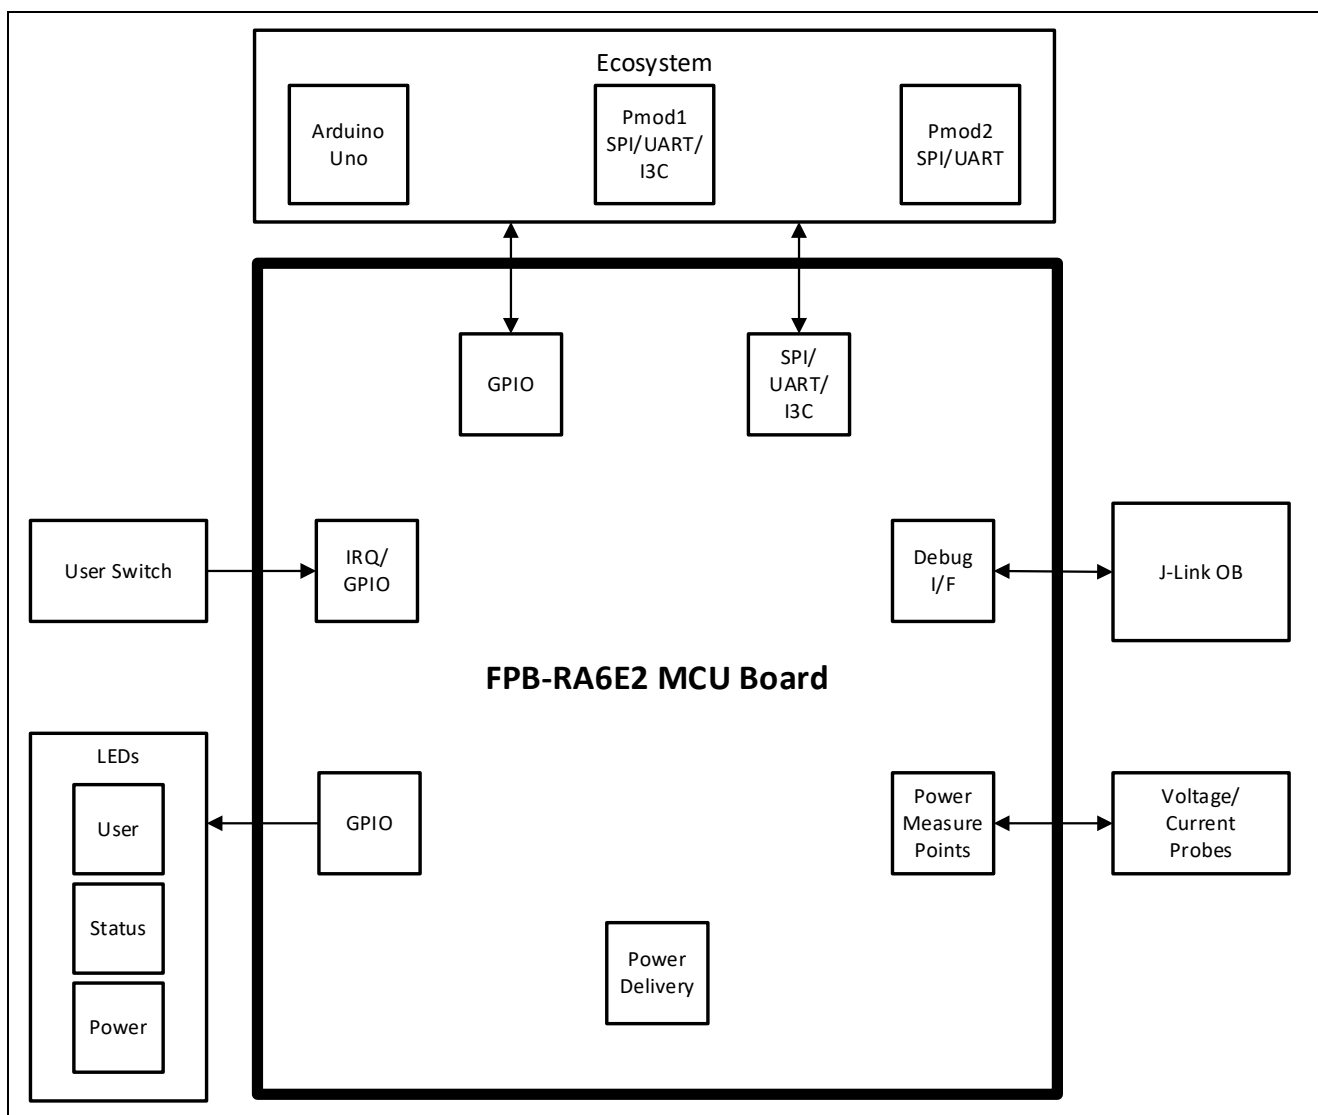 Ecosystem
Arduino
Uno
Pmod1
SPI/UART/
I3C
Pmod2
SPI/UART
GPIO
SPI/
UART/
I3C
User Switch
IRQ/
GPIO
Debug
I/F
J-Link OB
FPB-RA6E2 MCU Board
LEDs
User
Status
Power
GPIO
Power
Measure
Points
Voltage/
Current
Probes
Power
Delivery